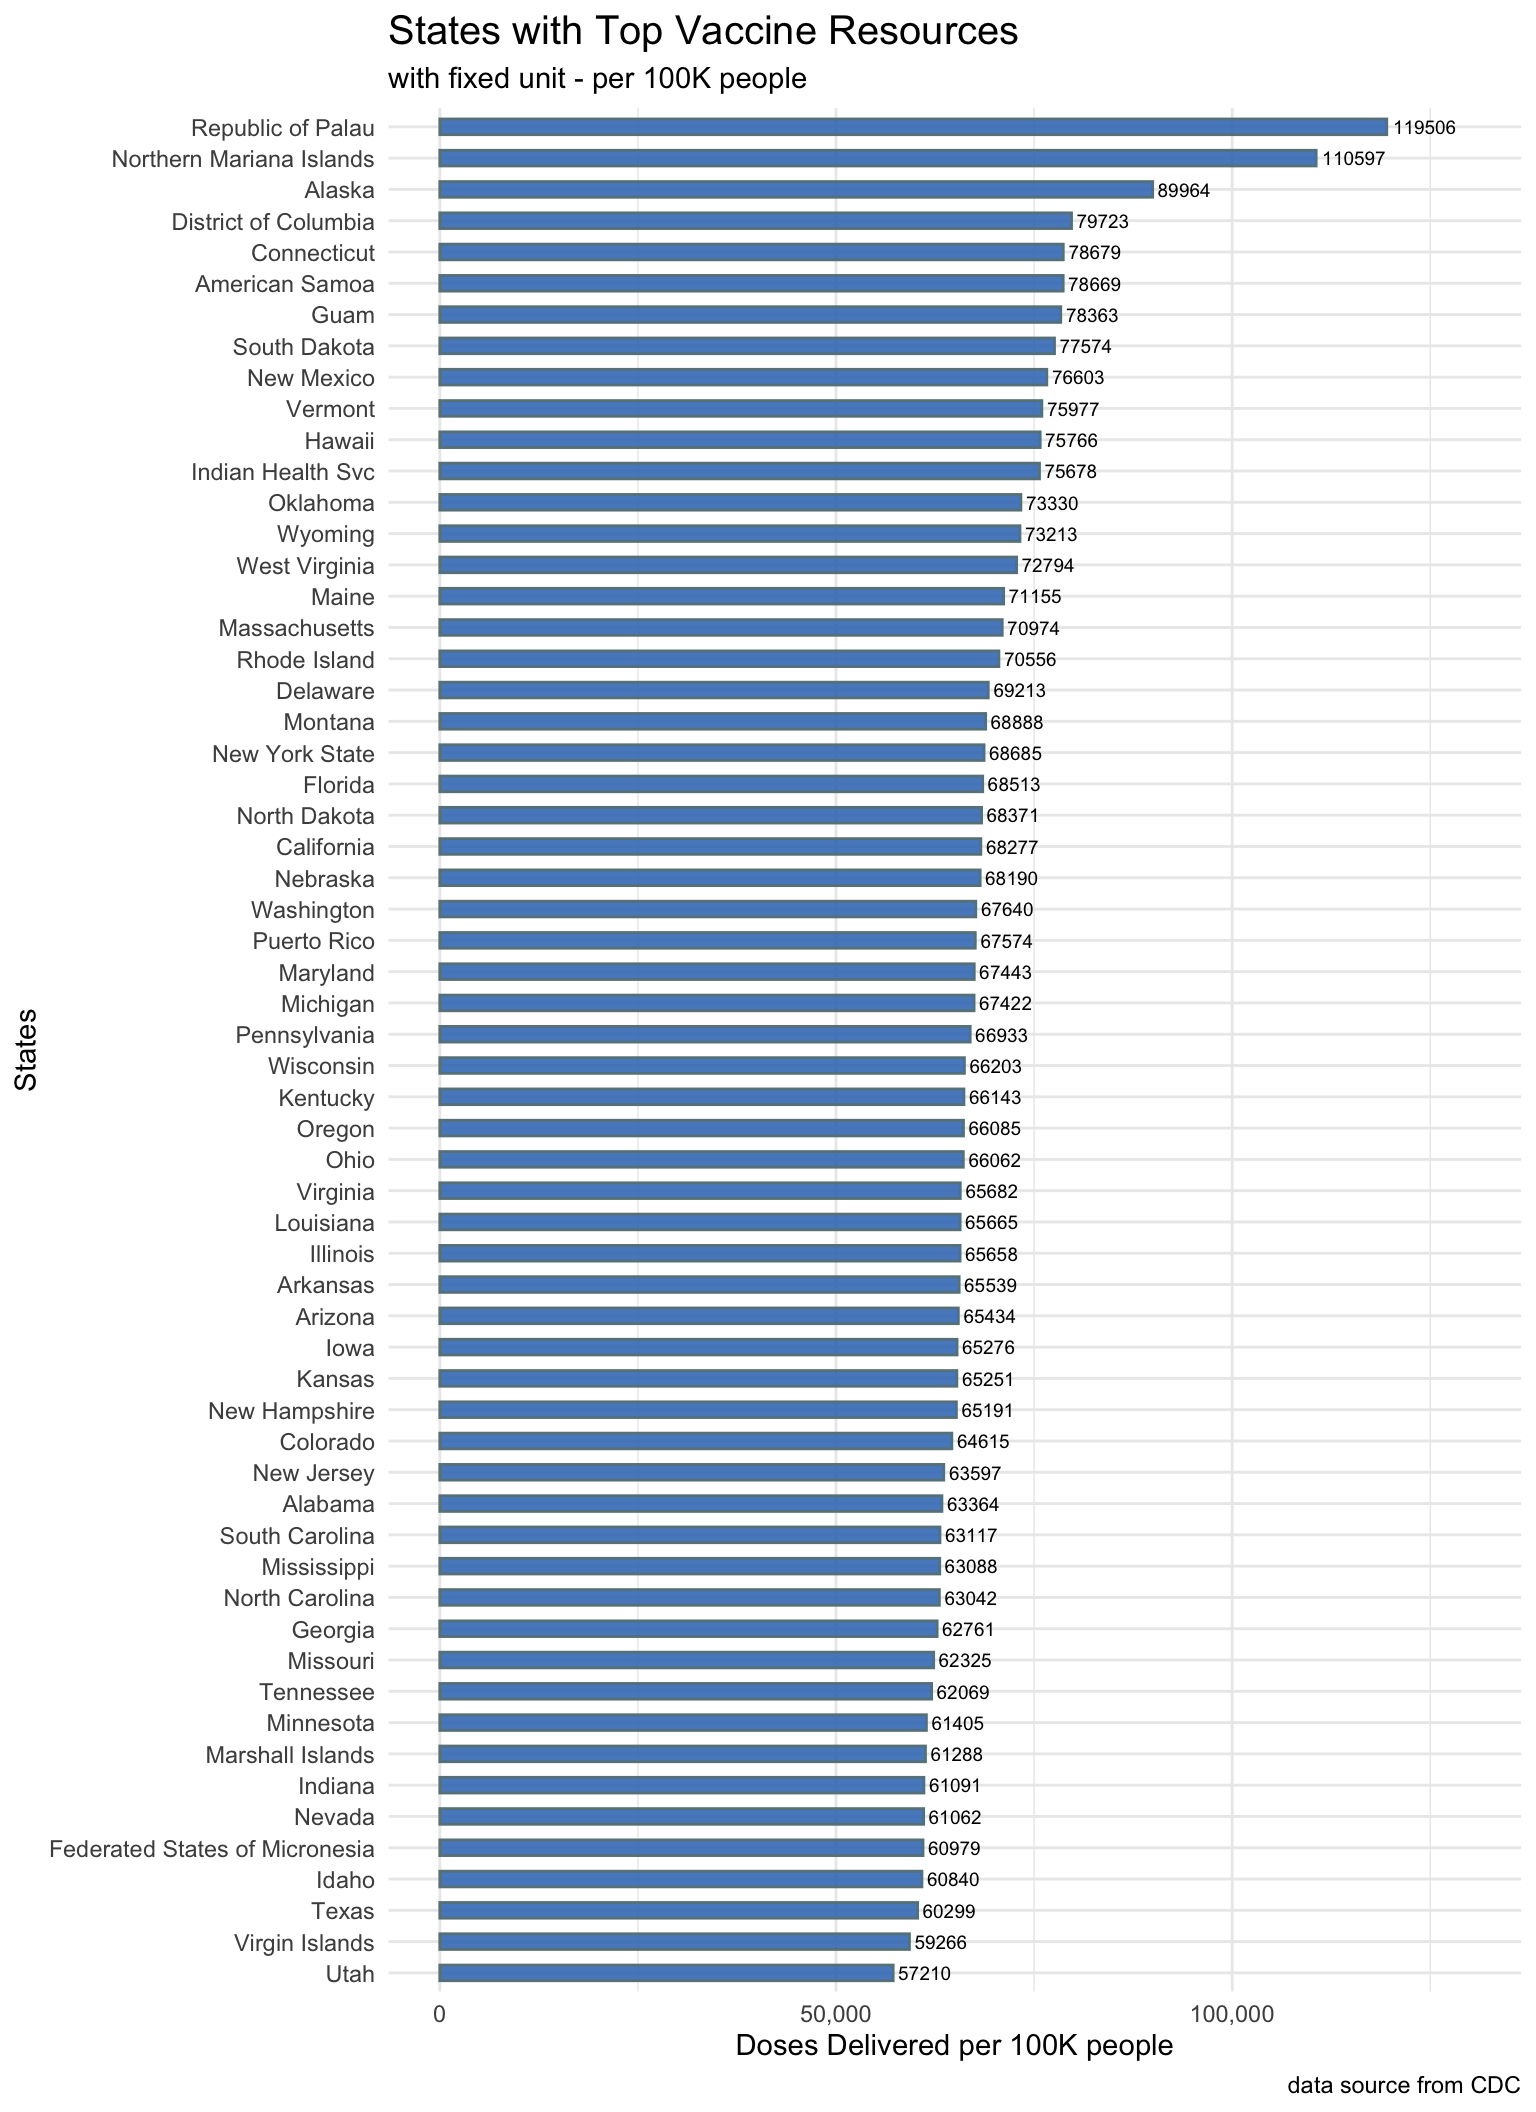 States with Top Vaccine Resources
with fixed unit - per 100K people
Republic of Palau 119506
Northern Mariana Islands 110597
Alaska 89964
District of Columbia 79723
Connecticut 78679
American Samoa 78669
Guam 78363
South Dakota 77574
New Mexico 76603
Vermont 75977
Hawaii 75766
Indian Health Svc 75678
Oklahoma 73330
Wyoming 73213
West Virginia 72794
Maine 71155
Massachusetts 70974
Rhode Island 70556
Delaware 69213
Montana 68888
New York State 68685
Florida 68513
North Dakota 68371
California 68277
Nebraska 68190
Washington 67640
Puerto Rico 67574
Maryland 67443
Michigan 67422
Pennsylvania 66933
Wisconsin 66203
Kentucky 66143
Oregon 66085
Ohio 66062
Virginia 65682
Louisiana 65665
Illinois 65658
Arkansas 65539
Arizona 65434
Iowa 65276
Kansas 65251
New Hampshire 65191
Colorado 64615
New Jersey 63597
Alabama 63364
South Carolina 63117
Mississippi 63088
North Carolina 63042
Georgia 62761
Missouri 62325
Tennessee 62069
Minnesota 61405
Marshall Islands 61288
Indiana 61091
Nevada 61062
Federated States of Micronesia 60979
Idaho 60840
Texas 60299
Virgin Islands 59266
Utah 57210
States
0 50,000 100,000
Doses Delivered per 100K people
data source from CDC